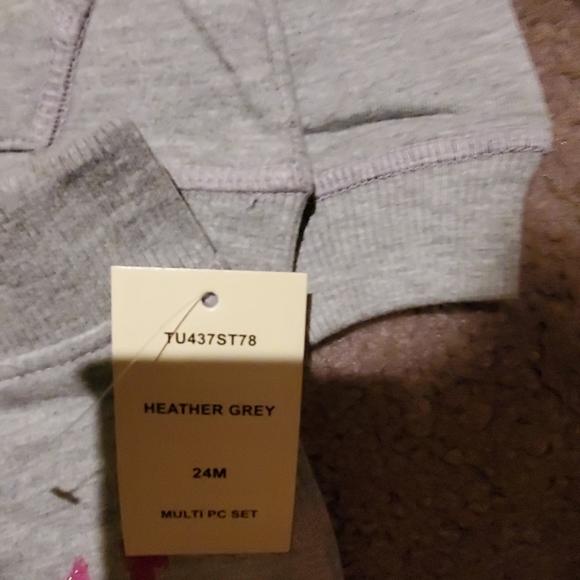 TU437ST78
HEATHER GREY
24M
MULTI PC SET